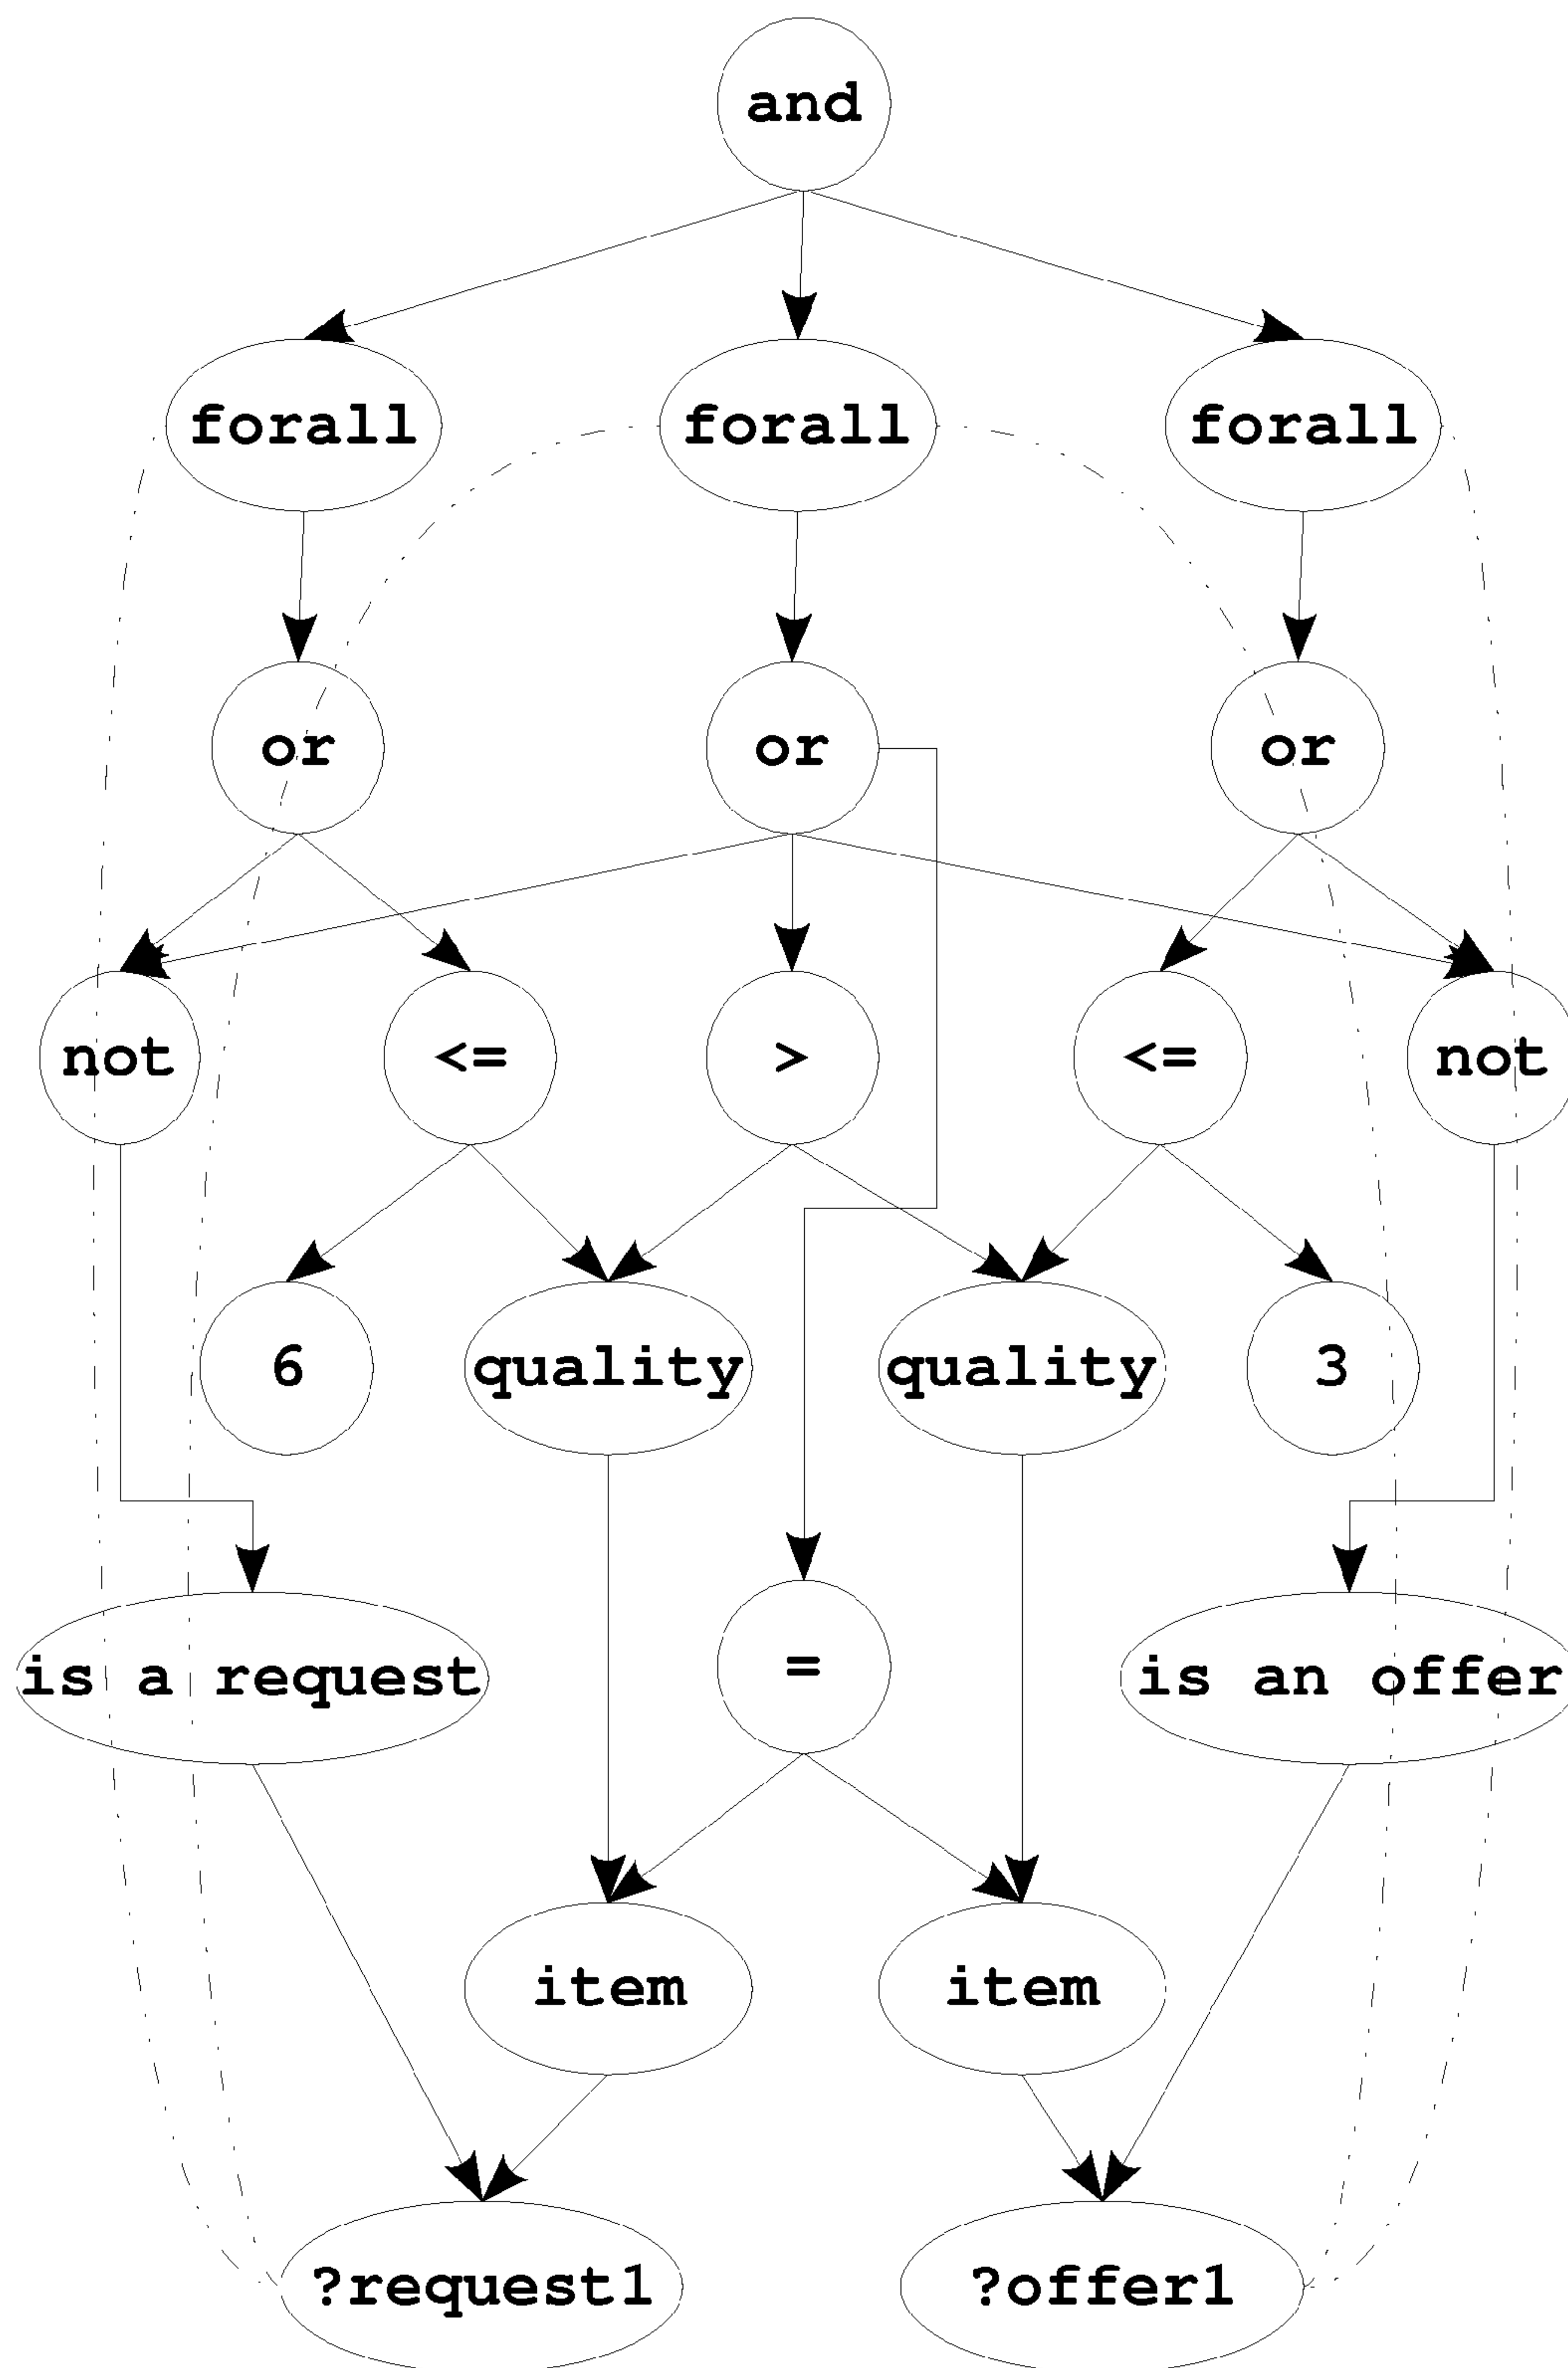 and
forall forall forall
or or or
not <= > <= not
6 quality quality 3
is a request = is an offer
item item
?request1 ?offer1